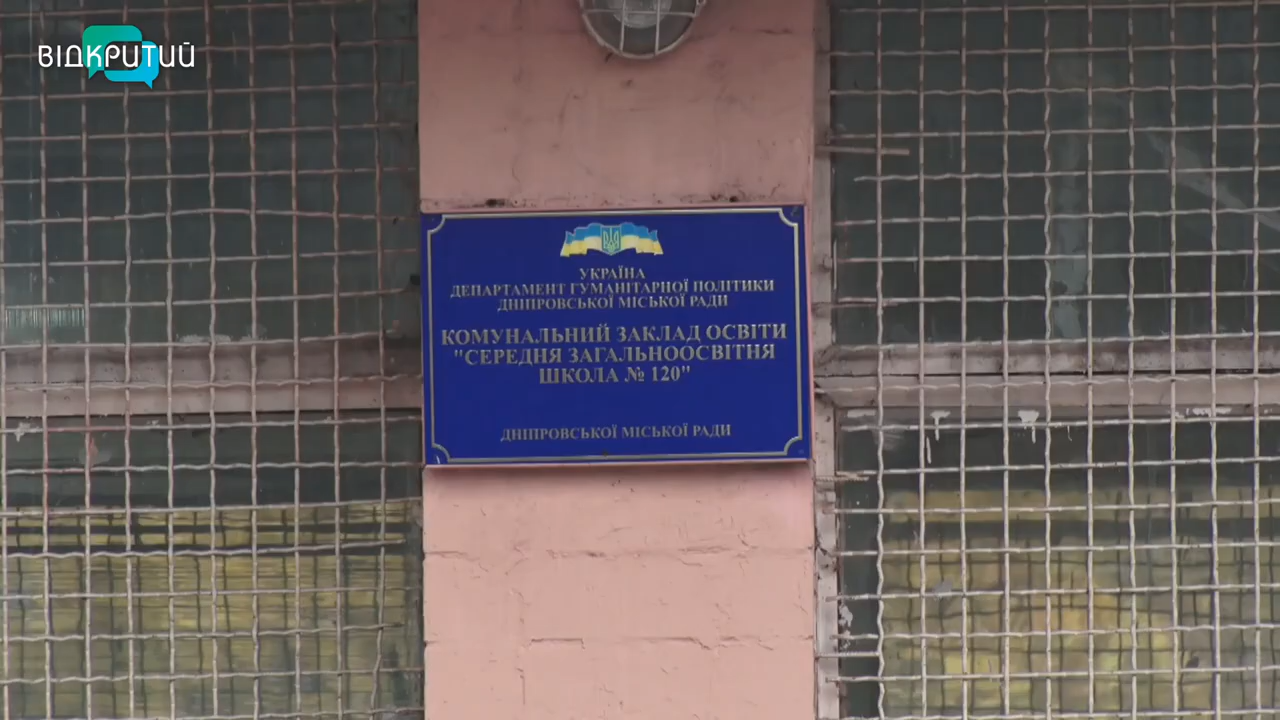 ВІДКРИТИЙ
УКРАЇНА
ДЕПАРТАМЕНТ ГУМАНІТАРНОЇ ПОЛІТИКИ
ДНІПРОВСЬКОЇ МІСЬКОЇ РАДИ
КОМУНАЛЬНИЙ ЗАКЛАД ОСВІТИ
"СЕРЕДНЯ ЗАГАЛЬНООСВІТНЯ
ШКОЛА № 120"
ДНІПРОВСЬКОЇ МІСЬКОЇ РАДИ